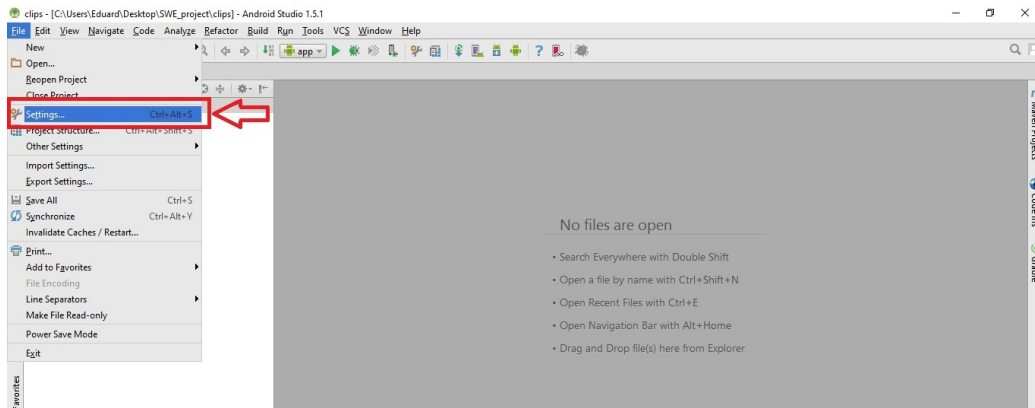 clips - [C:\Users\Eduard\Desktop\SWE_project\clips] - Android Studio 1.5.1
File Edit View Navigate Code Analyze Refactor Build Run Tools VCS Window Help
New
app
Open...
Reopen Project
Close Project
Settings... Ctrl+Alt+S
Project Structure... Ctrl+Alt+Shift+S
Other Settings
Import Settings...
Export Settings...
Save All Ctrl+S
Synchronize Ctrl+Alt+Y
Invalidate Caches / Restart...
Print...
Add to Favorites
File Encoding
Line Separators
Make File Read-only
Power Save Mode
Exit
Favorites
No files are open
• Search Everywhere with Double Shift
• Open a file by name with Ctrl+Shift+N
• Open Recent Files with Ctrl+E
• Open Navigation Bar with Alt+Home
• Drag and Drop file(s) here from Explorer
Maven Projects
Gradle